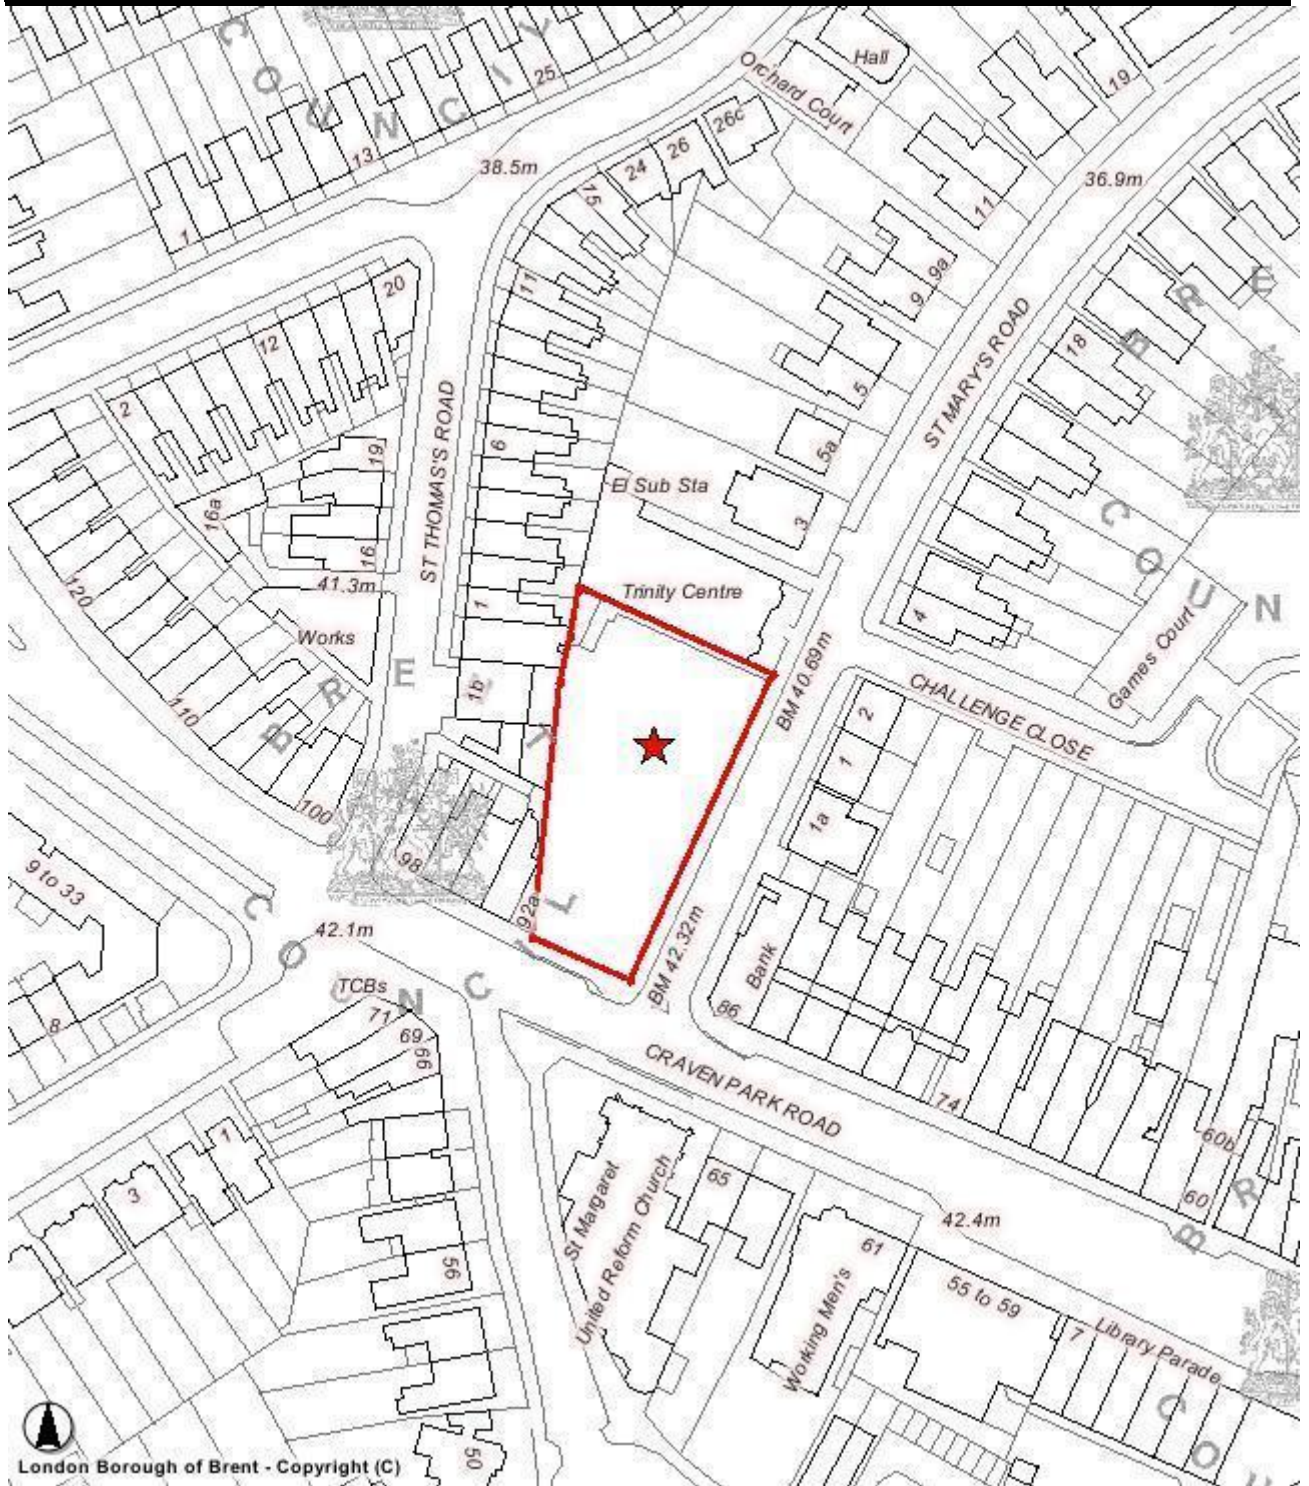 BRENT COUNCIL
Hall
Orchard Court
19
25
13
1
38.5m
26c
26
24
15
36.9m
11
11
9a
9
5
5a
ST MARY'S ROAD
18
20
12
2
ST THOMAS'S ROAD
6
El Sub Sta
3
19
16a
16
41.3m
120
Works
1
Trinity Centre
4
Games Court
BM 40.69m
CHALLENGE CLOSE
1b
2
1
1a
110
100
98
92a
9 to 33
42.1m
TCBs
BM 42.32m
Bank
86
8
71
69
66
CRAVEN PARK ROAD
74
60b
60
1
3
St Margaret
United Reform Church
65
42.4m
61
Working Men's
55 to 59
7
Library Parade
56
50
London Borough of Brent - Copyright (C)